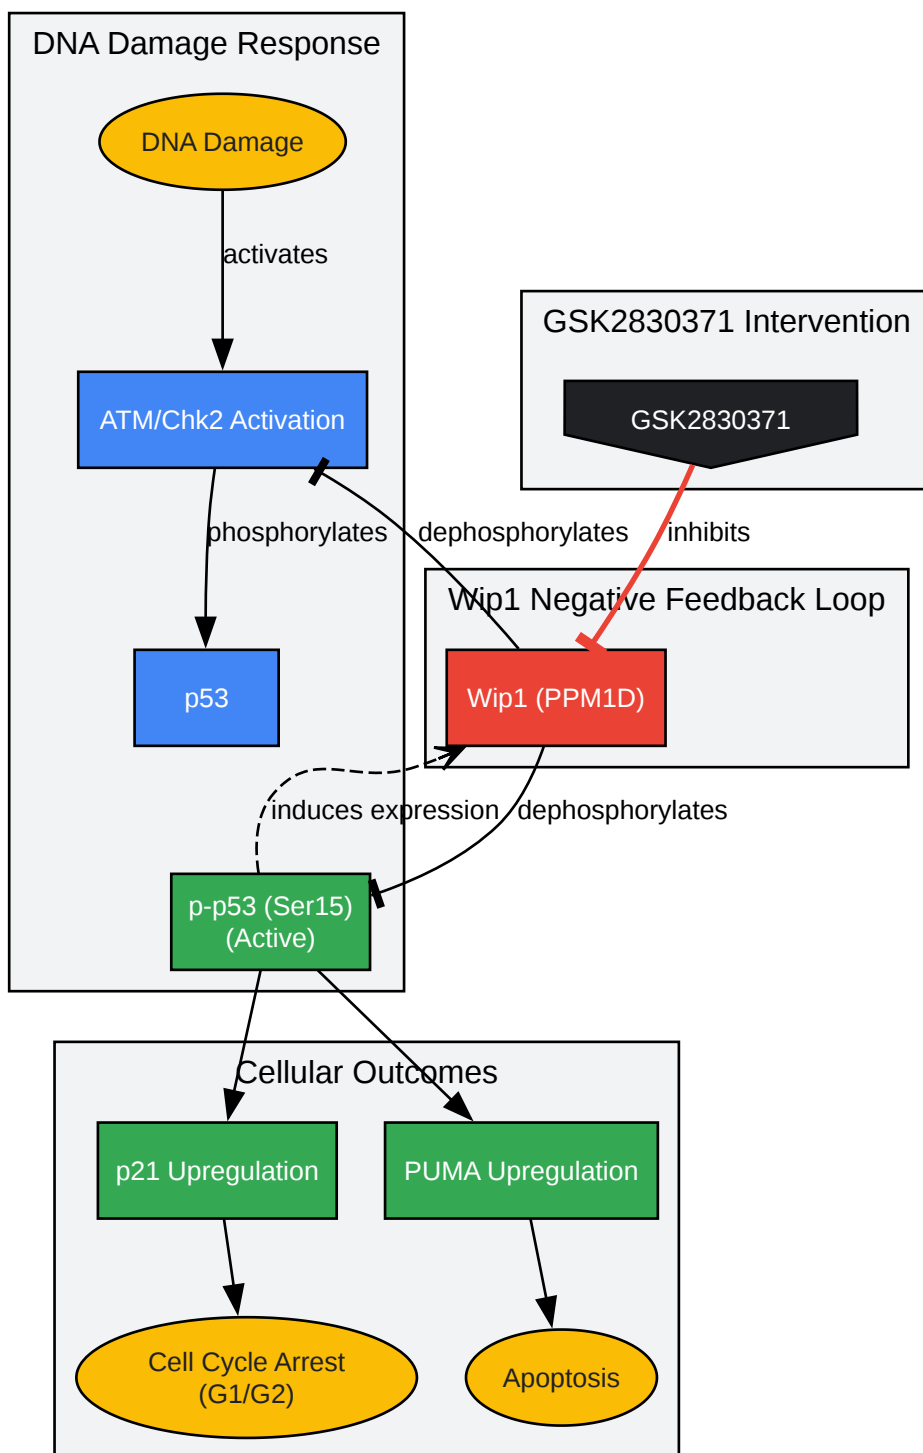 DNA Damage Response
DNA Damage
activates
GSK2830371 Intervention
ATM/Chk2 Activation
GSK2830371
phosphorylates
dephosphorylates
inhibits
Wip1 Negative Feedback Loop
p53
Wip1 (PPM1D)
induces expression
dephosphorylates
p-p53 (Ser15)
(Active)
Cellular Outcomes
p21 Upregulation
PUMA Upregulation
Cell Cycle Arrest
(G1/G2)
Apoptosis